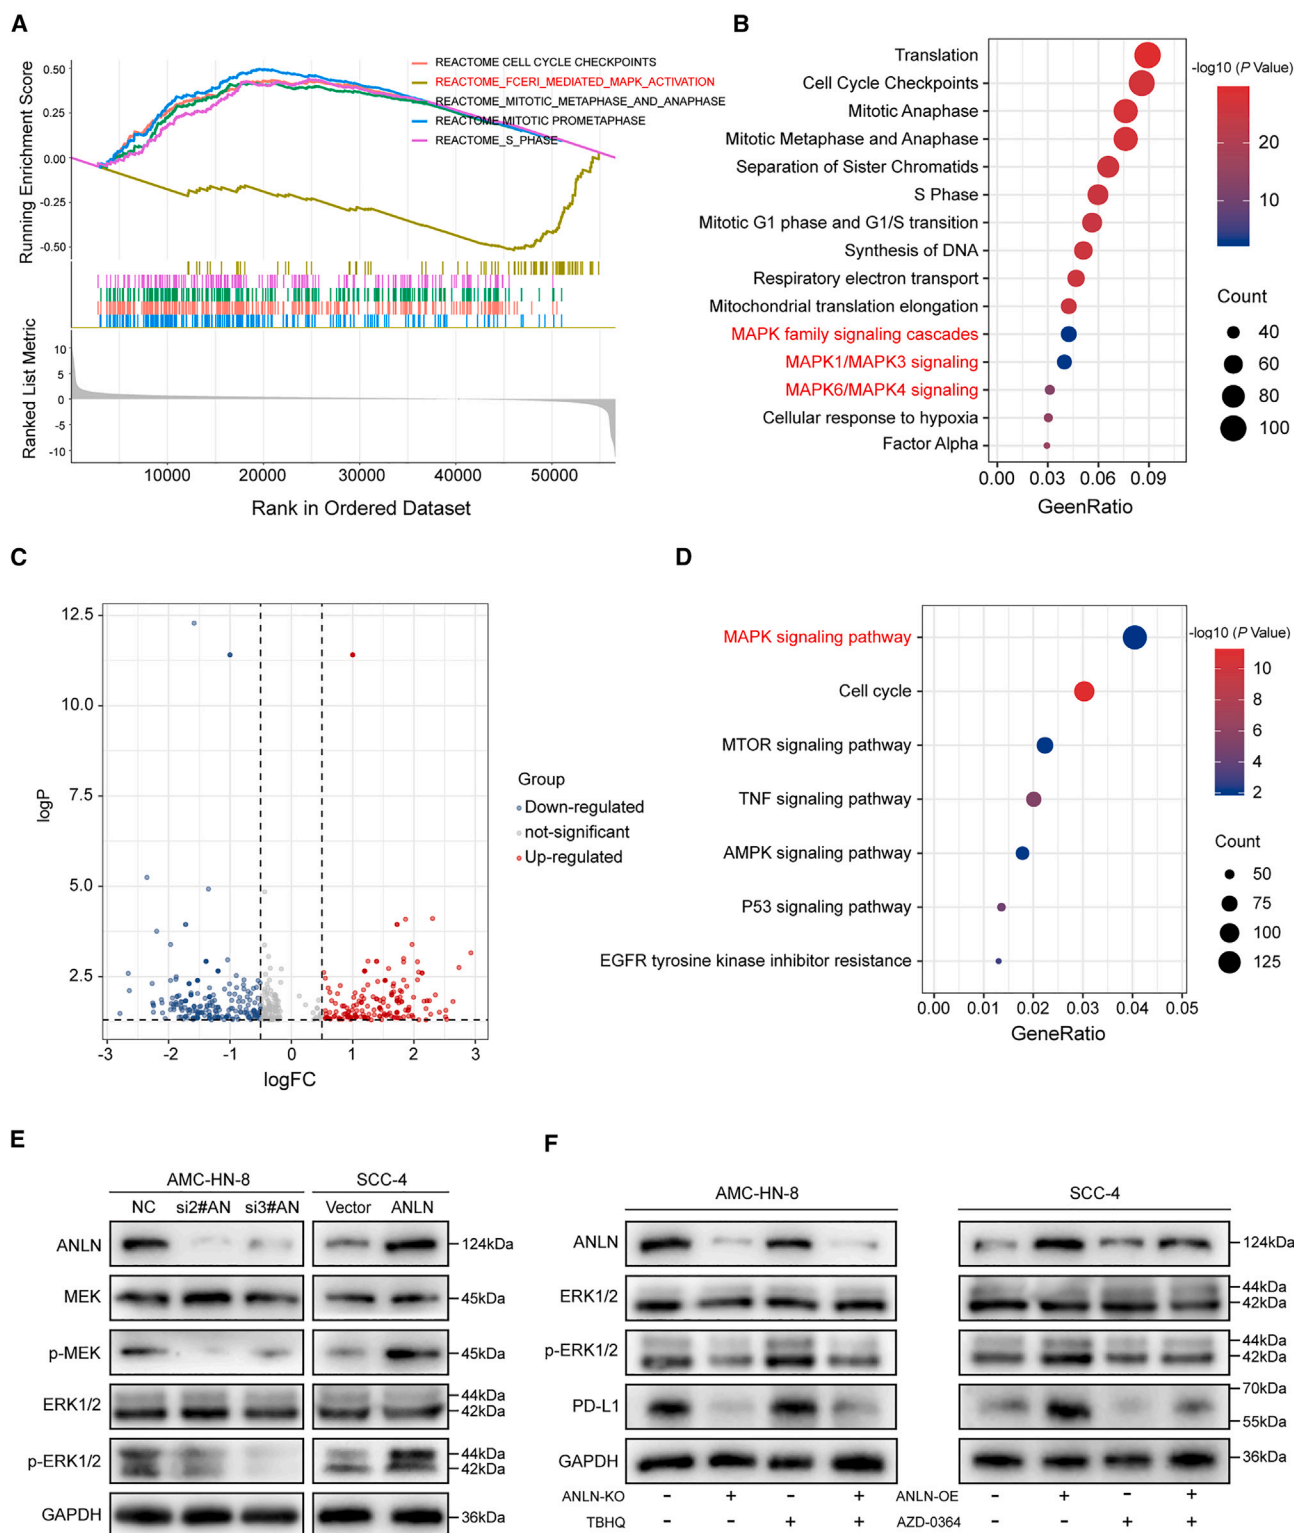 A
Running Enrichment Score
0.50
0.25
0.00
-0.25
-0.50
REACTOME CELL CYCLE CHECKPOINTS
REACTOME_FCERI_MEDIATED_MAPK_ACTIVATION
REACTOME_MITOTIC_METAPHASE_AND_ANAPHASE
REACTOME MITOTIC PROMETAPHASE
REACTOME_S_PHASE
Ranked List Metric
10
5
0
-5
-10
10000 20000 30000 40000 50000
Rank in Ordered Dataset
B
Translation
Cell Cycle Checkpoints
Mitotic Anaphase
Mitotic Metaphase and Anaphase
Separation of Sister Chromatids
S Phase
Mitotic G1 phase and G1/S transition
Synthesis of DNA
Respiratory electron transport
Mitochondrial translation elongation
MAPK family signaling cascades
MAPK1/MAPK3 signaling
MAPK6/MAPK4 signaling
Cellular response to hypoxia
Factor Alpha
0.00 0.03 0.06 0.09
GeenRatio
-log10 (P Value)
20
10
Count
40
60
80
100
C
logP
12.5
10.0
7.5
5.0
2.5
-3 -2 -1 0 1 2 3
logFC
Group
Down-regulated
not-significant
Up-regulated
D
MAPK signaling pathway
Cell cycle
MTOR signaling pathway
TNF signaling pathway
AMPK signaling pathway
P53 signaling pathway
EGFR tyrosine kinase inhibitor resistance
0.00 0.01 0.02 0.03 0.04 0.05
GeneRatio
-log10 (P Value)
10
8
6
4
2
Count
50
75
100
125
E
AMC-HN-8 SCC-4
NC si2#AN si3#AN Vector ANLN
ANLN 124kDa
MEK 45kDa
p-MEK 45kDa
ERK1/2 44kDa
42kDa
p-ERK1/2 44kDa
42kDa
GAPDH 36kDa
F
AMC-HN-8 SCC-4
ANLN 124kDa
ERK1/2 44kDa
42kDa
p-ERK1/2 44kDa
42kDa
PD-L1 70kDa
55kDa
GAPDH 36kDa
ANLN-KO - + - + ANLN-OE - + - +
TBHQ - - + + AZD-0364 - - + +